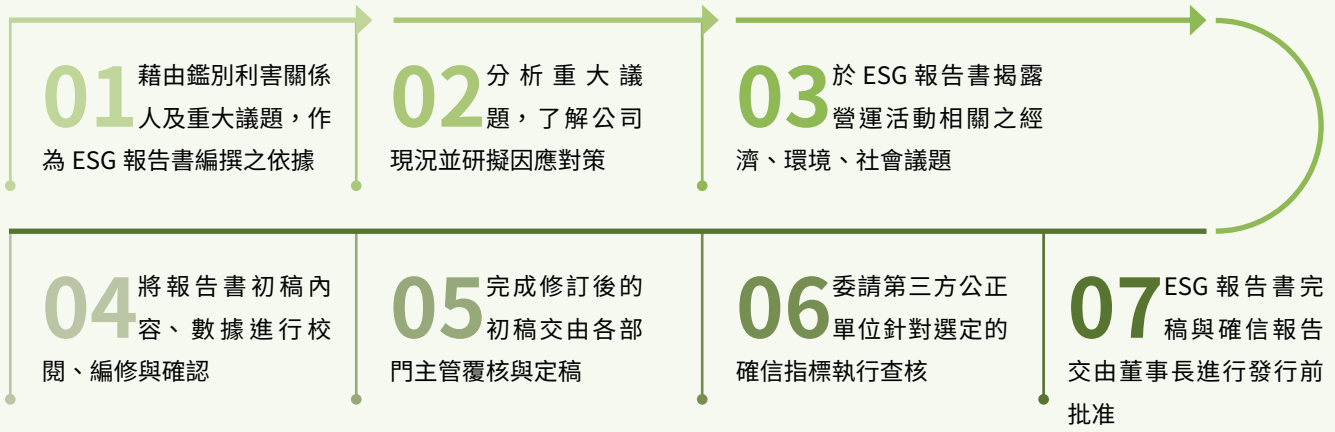 01 藉由鑑別利害關係
人及重大議題，作
為 ESG 報告書編撰之依據
02 分析重大議
題，了解公司
現況並研擬因應對策
03 於 ESG 報告書揭露
營運活動相關之經
濟、環境、社會議題
04 將報告書初稿內
容、數據進行校
閱、編修與確認
05 完成修訂後的
初稿交由各部
門主管覆核與定稿
06 委請第三方公正
單位針對選定的
確信指標執行查核
07 ESG 報告書完
稿與確信報告
交由董事長進行發行前
批准